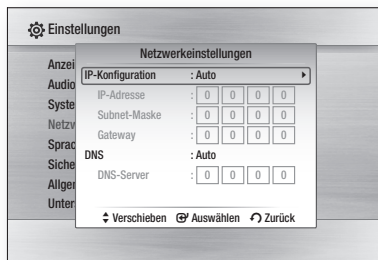 Einstellungen
Netzwerkeinstellungen
Anzei
IP-Konfiguration : Auto
Audio
IP-Adresse : 0 0 0 0
Syste
Subnet-Maske : 0 0 0 0
Netzw
Gateway : 0 0 0 0
Sprac
DNS : Auto
Siche
DNS-Server : 0 0 0 0
Allger
Unter
Verschieben Auswählen Zurück